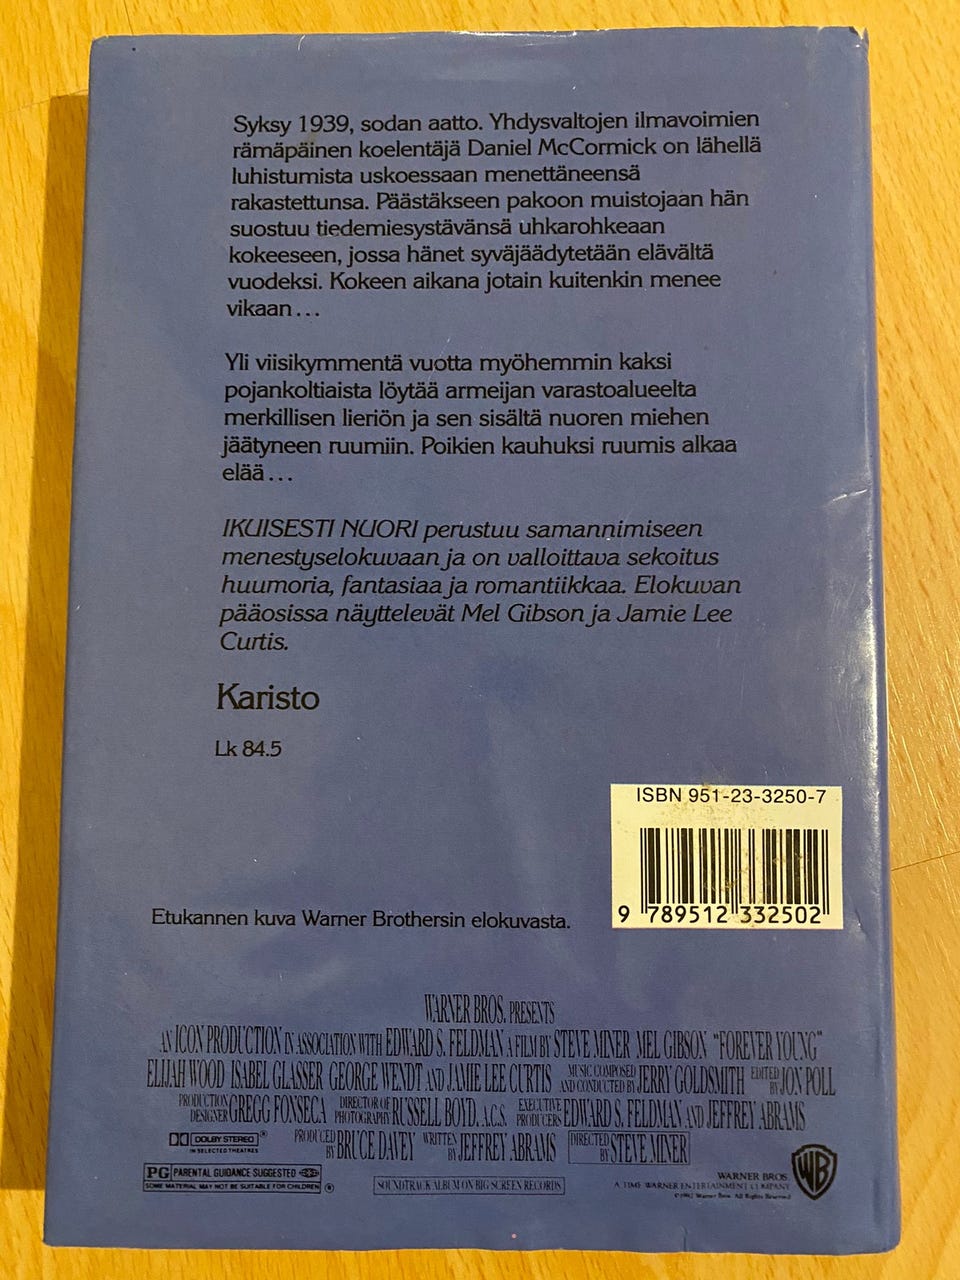 Syksy 1939, sodan aatto. Yhdysvaltojen ilmavoimien
rämäpäinen koelentäjä Daniel McCormick on lähellä
luhistumista uskoessaan menettäneensä
rakastettunsa. Päästäkseen pakoon muistojaan hän
suostuu tiedemiesystävänsä uhkarohkeaan
kokeeseen, jossa hänet syväjäädytetään elävältä
vuodeksi. Kokeen aikana jotain kuitenkin menee
vikaan...
Yli viisikymmentä vuotta myöhemmin kaksi
pojankoltiaista löytää armeijan varastoalueelta
merkillisen lieriön ja sen sisältä nuoren miehen
jäätyneen ruumiin. Poikien kauhuksi ruumis alkaa
elää...
IKUISESTI NUORI perustuu samannimiseen
menestyselokuvaan ja on valloittava sekoitus
huumoria, fantasiaa ja romantiikkaa. Elokuvan
pääosissa näyttelevät Mel Gibson ja Jamie Lee
Curtis.
Karisto
Lk 84.5
ISBN 951-23-3250-7
9 789512 332502
Etukannen kuva Warner Brothersin elokuvasta.
WARNER BROS. PRESENTS
AN ICON PRODUCTION IN ASSOCIATION WITH EDWARD S. FELDMAN A FILM BY STEVE MINER MEL GIBSON "FOREVER YOUNG"
ELIJAH WOOD ISABEL GLASSER GEORGE WENDT AND JAMIE LEE CURTIS MUSIC COMPOSED AND CONDUCTED BY JERRY GOLDSMITH EDITED BY JON POLL
PRODUCTION DESIGNER GREGG FONSECA DIRECTOR OF PHOTOGRAPHY RUSSELL BOYD, A.C.S. EXECUTIVE PRODUCERS EDWARD S. FELDMAN AND JEFFREY ABRAMS
DOLBY STEREO® IN SELECTED THEATRES PRODUCED BY BRUCE DAVEY WRITTEN BY JEFFREY ABRAMS DIRECTED BY STEVE MINER
PG PARENTAL GUIDANCE SUGGESTED
SOME MATERIAL MAY NOT BE SUITABLE FOR CHILDREN ®
SOUNDTRACK ALBUM ON BIG SCREEN RECORDS
WARNER BROS
A TIME WARNER ENTERTAINMENT COMPANY
©1992 Warner Bros. All Rights Reserved
WB